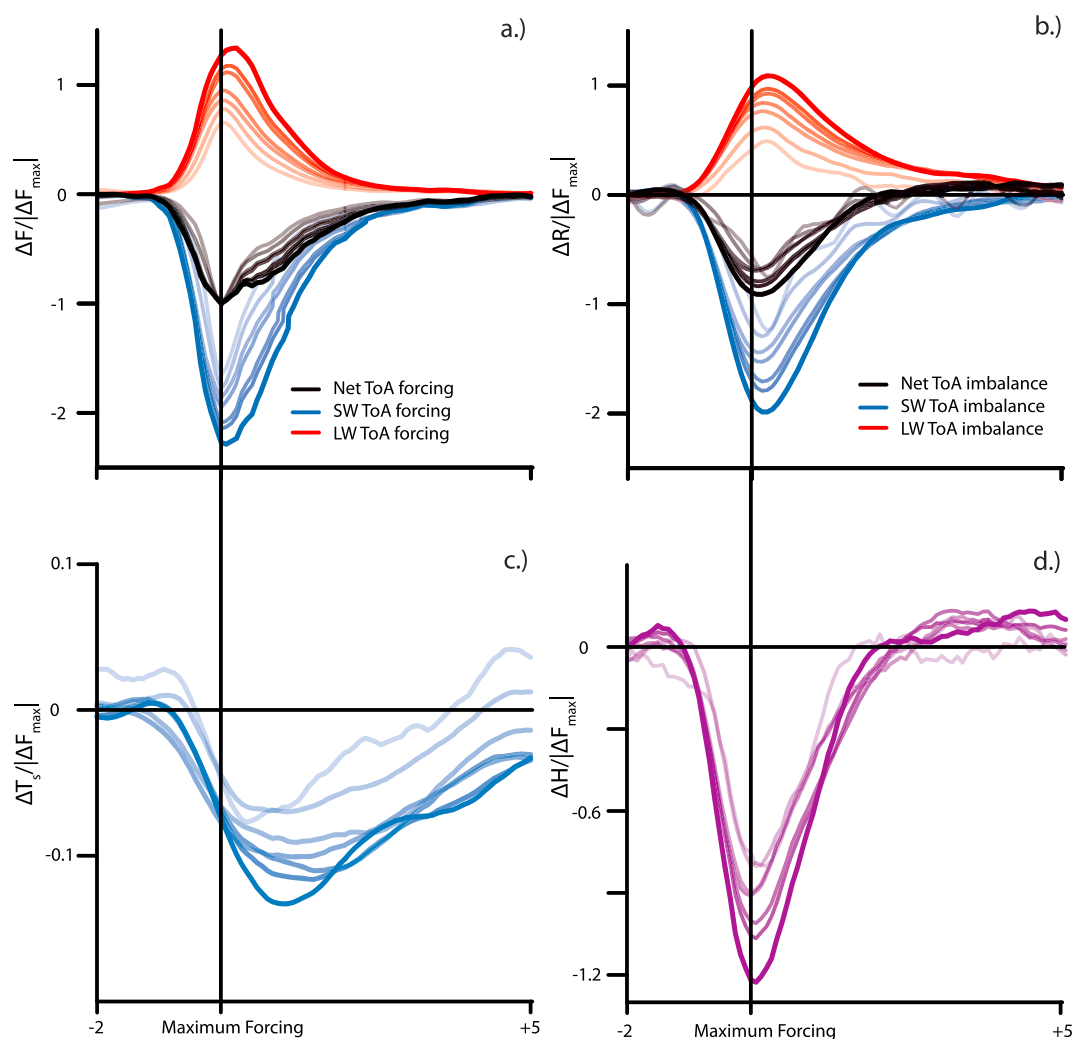 a.)
1
0
-1
-2
ΔF/|ΔFmax|
Net ToA forcing
SW ToA forcing
LW ToA forcing
b.)
1
0
-1
-2
ΔR/|ΔFmax|
Net ToA imbalance
SW ToA imbalance
LW ToA imbalance
c.)
0.1
0
-0.1
ΔTs/|ΔFmax|
-2
Maximum Forcing
+5
d.)
0
-0.6
-1.2
ΔH/|ΔFmax|
-2
Maximum Forcing
+5